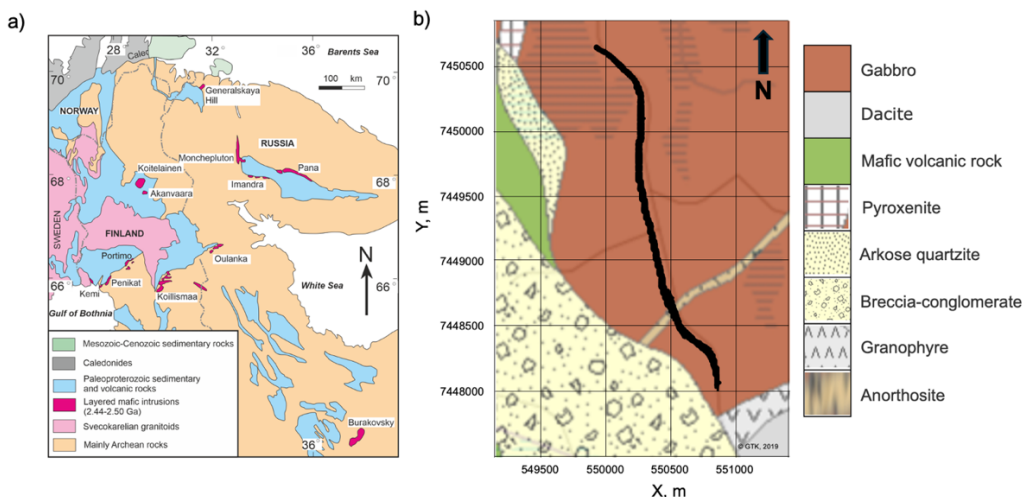 a)
28
32
36
Barents Sea
Caled
70
70
100 km
Generalskaya
Hill
NORWAY
RUSSIA
Monchepluton
Pana
Koitelainen
Imandra
68
68
Akanvaara
SWEDEN
FINLAND
Portimo
Oulanka
N
66
Penikat
White Sea
66
Kemi
Koillismaa
Gulf of Bothnia
Mesozoic-Cenozoic sedimentary rocks
Caledonides
Paleoproterozoic sedimentary
and volcanic rocks
Layered mafic intrusions
(2.44-2.50 Ga)
Svecokarelian granitoids
Mainly Archean rocks
Burakovsky
36
b)
7450500
7450000
7449500
7449000
7448500
7448000
Y, m
N
© GTK, 2019
549500
550000
550500
551000
X, m
Gabbro
Dacite
Mafic volcanic rock
Pyroxenite
Arkose quartzite
Breccia-conglomerate
Granophyre
Anorthosite